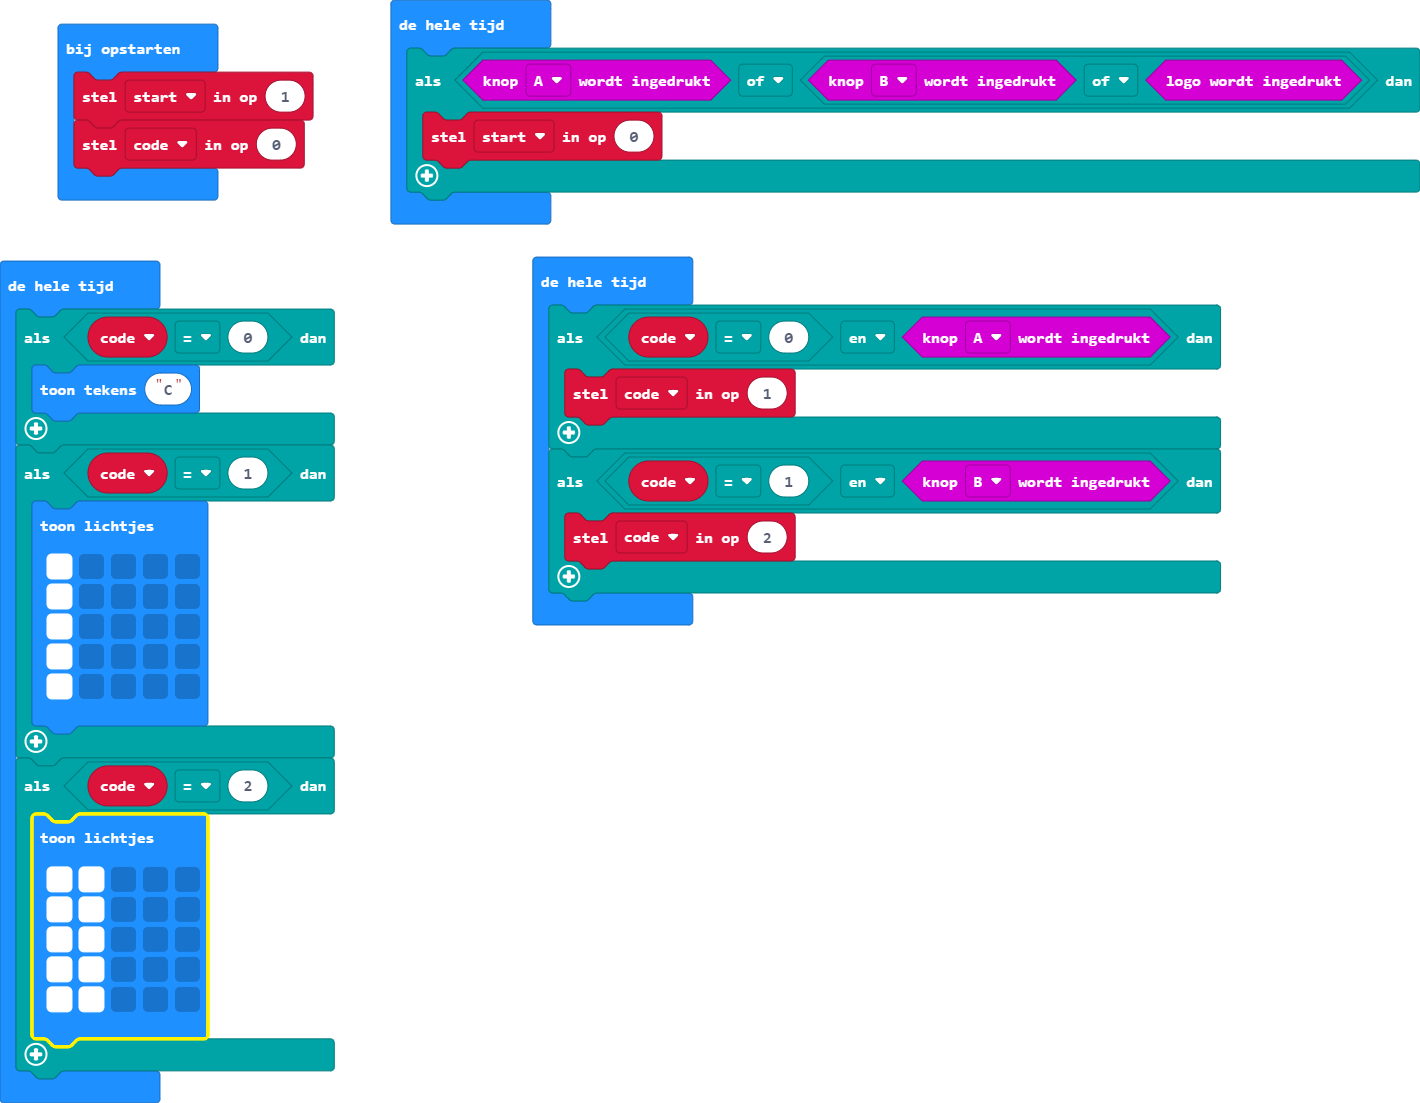 bij opstarten
stel start in op 1
stel code in op 0
de hele tijd
als knop A wordt ingedrukt of knop B wordt ingedrukt of logo wordt ingedrukt dan
stel start in op 0
de hele tijd
als code = 0 dan
toon tekens "C"
als code = 1 dan
toon lichtjes
als code = 2 dan
toon lichtjes
de hele tijd
als code = 0 en knop A wordt ingedrukt dan
stel code in op 1
als code = 1 en knop B wordt ingedrukt dan
stel code in op 2